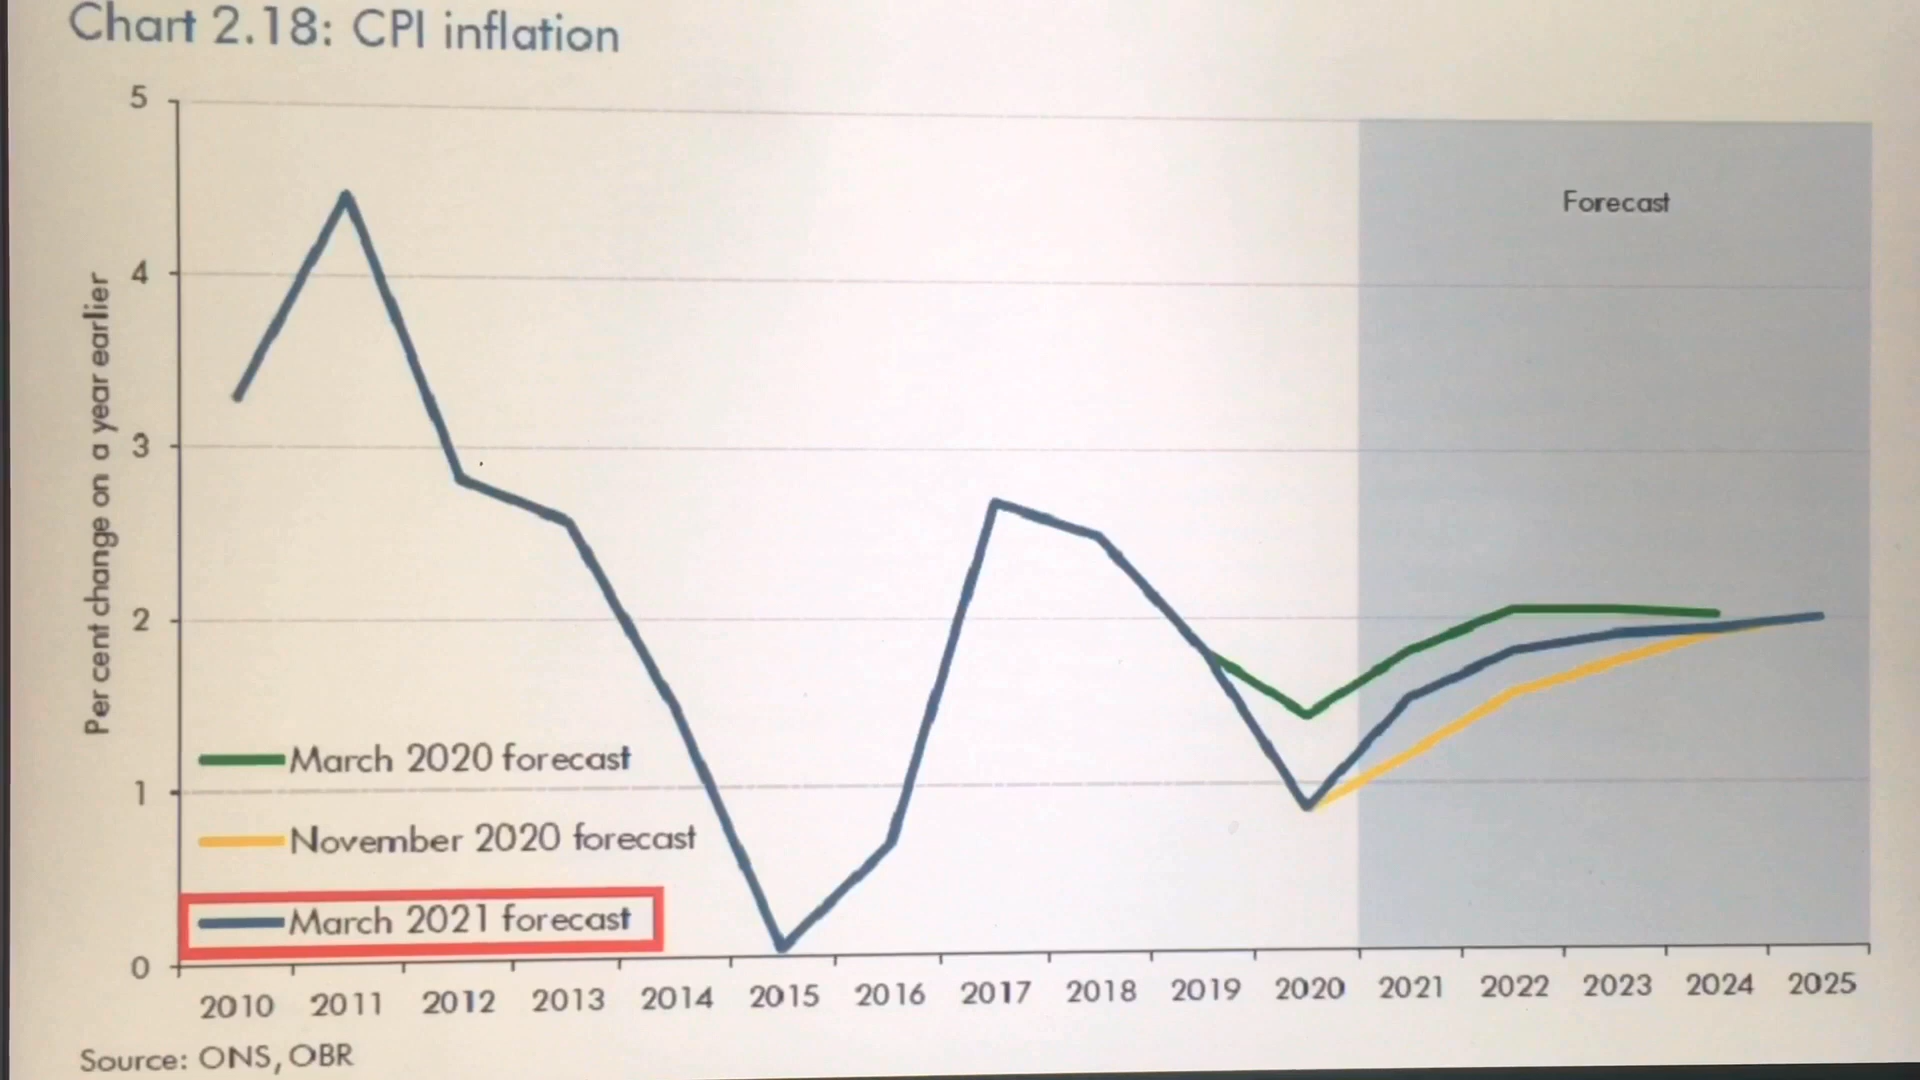 Chart 2.18: CPI inflation
Per cent change on a year earlier
5
4
3
2
1
0
Forecast
March 2020 forecast
November 2020 forecast
March 2021 forecast
2010 2011 2012 2013 2014 2015 2016 2017 2018 2019 2020 2021 2022 2023 2024 2025
Source: ONS, OBR